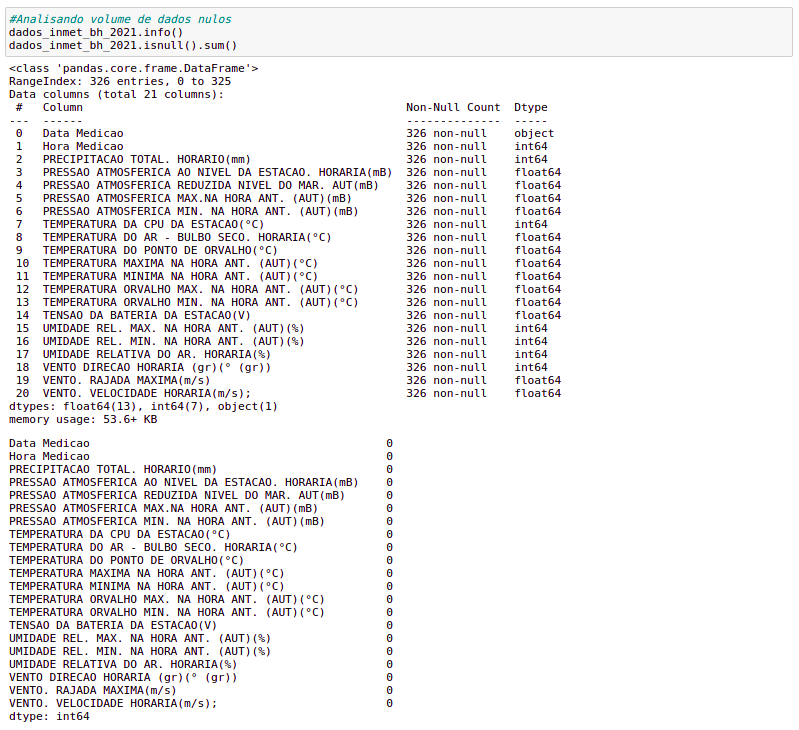 #Analisando volume de dados nulos
dados_inmet_bh_2021.info()
dados_inmet_bh_2021.isnull().sum()
<class 'pandas.core.frame.DataFrame'>
RangeIndex: 326 entries, 0 to 325
Data columns (total 21 columns):
 #   Column                                              Non-Null Count  Dtype
---  ------                                              --------------  -----
 0   Data Medicao                                        326 non-null    object
 1   Hora Medicao                                        326 non-null    int64
 2   PRECIPITACAO TOTAL. HORARIO(mm)                     326 non-null    int64
 3   PRESSAO ATMOSFERICA AO NIVEL DA ESTACAO. HORARIA(mB)  326 non-null    float64
 4   PRESSAO ATMOSFERICA REDUZIDA NIVEL DO MAR. AUT(mB)  326 non-null    float64
 5   PRESSAO ATMOSFERICA MAX.NA HORA ANT. (AUT)(mB)      326 non-null    float64
 6   PRESSAO ATMOSFERICA MIN. NA HORA ANT. (AUT)(mB)     326 non-null    float64
 7   TEMPERATURA DA CPU DA ESTACAO(°C)                   326 non-null    int64
 8   TEMPERATURA DO AR - BULBO SECO. HORARIA(°C)         326 non-null    float64
 9   TEMPERATURA DO PONTO DE ORVALHO(°C)                 326 non-null    float64
 10  TEMPERATURA MAXIMA NA HORA ANT. (AUT)(°C)           326 non-null    float64
 11  TEMPERATURA MINIMA NA HORA ANT. (AUT)(°C)           326 non-null    float64
 12  TEMPERATURA ORVALHO MAX. NA HORA ANT. (AUT)(°C)     326 non-null    float64
 13  TEMPERATURA ORVALHO MIN. NA HORA ANT. (AUT)(°C)     326 non-null    float64
 14  TENSAO DA BATERIA DA ESTACAO(V)                     326 non-null    float64
 15  UMIDADE REL. MAX. NA HORA ANT. (AUT)(%)             326 non-null    int64
 16  UMIDADE REL. MIN. NA HORA ANT. (AUT)(%)             326 non-null    int64
 17  UMIDADE RELATIVA DO AR. HORARIA(%)                  326 non-null    int64
 18  VENTO DIRECAO HORARIA (gr)(° (gr))                  326 non-null    int64
 19  VENTO. RAJADA MAXIMA(m/s)                           326 non-null    float64
 20  VENTO. VELOCIDADE HORARIA(m/s);                     326 non-null    float64
dtypes: float64(13), int64(7), object(1)
memory usage: 53.6+ KB
Data Medicao                                            0
Hora Medicao                                            0
PRECIPITACAO TOTAL. HORARIO(mm)                         0
PRESSAO ATMOSFERICA AO NIVEL DA ESTACAO. HORARIA(mB)    0
PRESSAO ATMOSFERICA REDUZIDA NIVEL DO MAR. AUT(mB)      0
PRESSAO ATMOSFERICA MAX.NA HORA ANT. (AUT)(mB)          0
PRESSAO ATMOSFERICA MIN. NA HORA ANT. (AUT)(mB)         0
TEMPERATURA DA CPU DA ESTACAO(°C)                       0
TEMPERATURA DO AR - BULBO SECO. HORARIA(°C)             0
TEMPERATURA DO PONTO DE ORVALHO(°C)                     0
TEMPERATURA MAXIMA NA HORA ANT. (AUT)(°C)               0
TEMPERATURA MINIMA NA HORA ANT. (AUT)(°C)               0
TEMPERATURA ORVALHO MAX. NA HORA ANT. (AUT)(°C)         0
TEMPERATURA ORVALHO MIN. NA HORA ANT. (AUT)(°C)         0
TENSAO DA BATERIA DA ESTACAO(V)                         0
UMIDADE REL. MAX. NA HORA ANT. (AUT)(%)                 0
UMIDADE REL. MIN. NA HORA ANT. (AUT)(%)                 0
UMIDADE RELATIVA DO AR. HORARIA(%)                      0
VENTO DIRECAO HORARIA (gr)(° (gr))                      0
VENTO. RAJADA MAXIMA(m/s)                               0
VENTO. VELOCIDADE HORARIA(m/s);                         0
dtype: int64